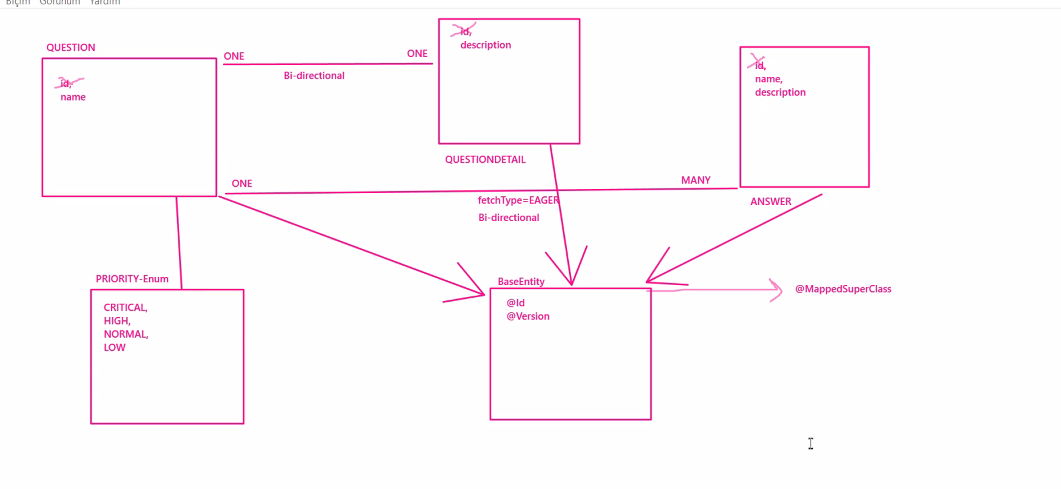 Biçim Görünüm Yardım
QUESTION
id,
name
ONE
ONE
Bi-directional
id,
description
QUESTIONDETAIL
id,
name,
description
ANSWER
ONE
MANY
fetchType=EAGER
Bi-directional
PRIORITY-Enum
CRITICAL,
HIGH,
NORMAL,
LOW
BaseEntity
@Id
@Version
@MappedSuperClass